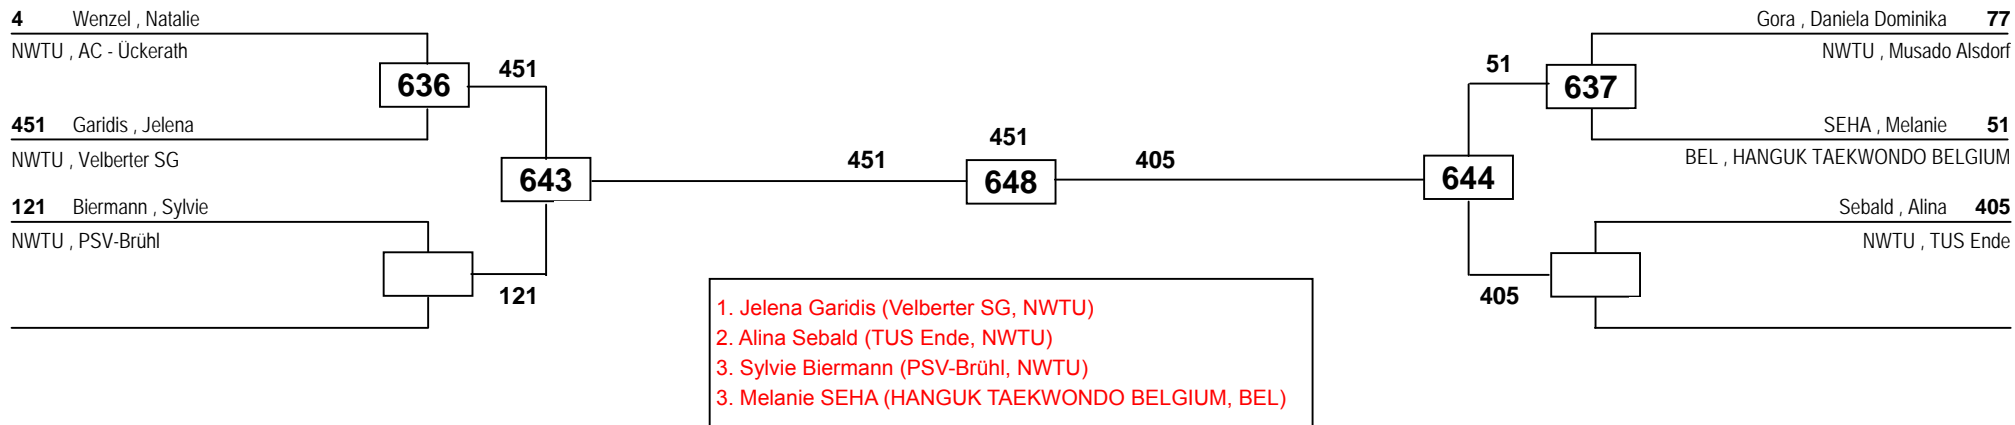 4 Wenzel , Natalie
NWTU , AC - Ückerath
636
451
451 Garidis , Jelena
NWTU , Velberter SG
643
121 Biermann , Sylvie
NWTU , PSV-Brühl
121
451
451
648
405
Gora , Daniela Dominika 77
NWTU , Musado Alsdorf
51
637
SEHA , Melanie 51
BEL , HANGUK TAEKWONDO BELGIUM
644
Sebald , Alina 405
NWTU , TUS Ende
405
1. Jelena Garidis (Velberter SG, NWTU)
2. Alina Sebald (TUS Ende, NWTU)
3. Sylvie Biermann (PSV-Brühl, NWTU)
3. Melanie SEHA (HANGUK TAEKWONDO BELGIUM, BEL)